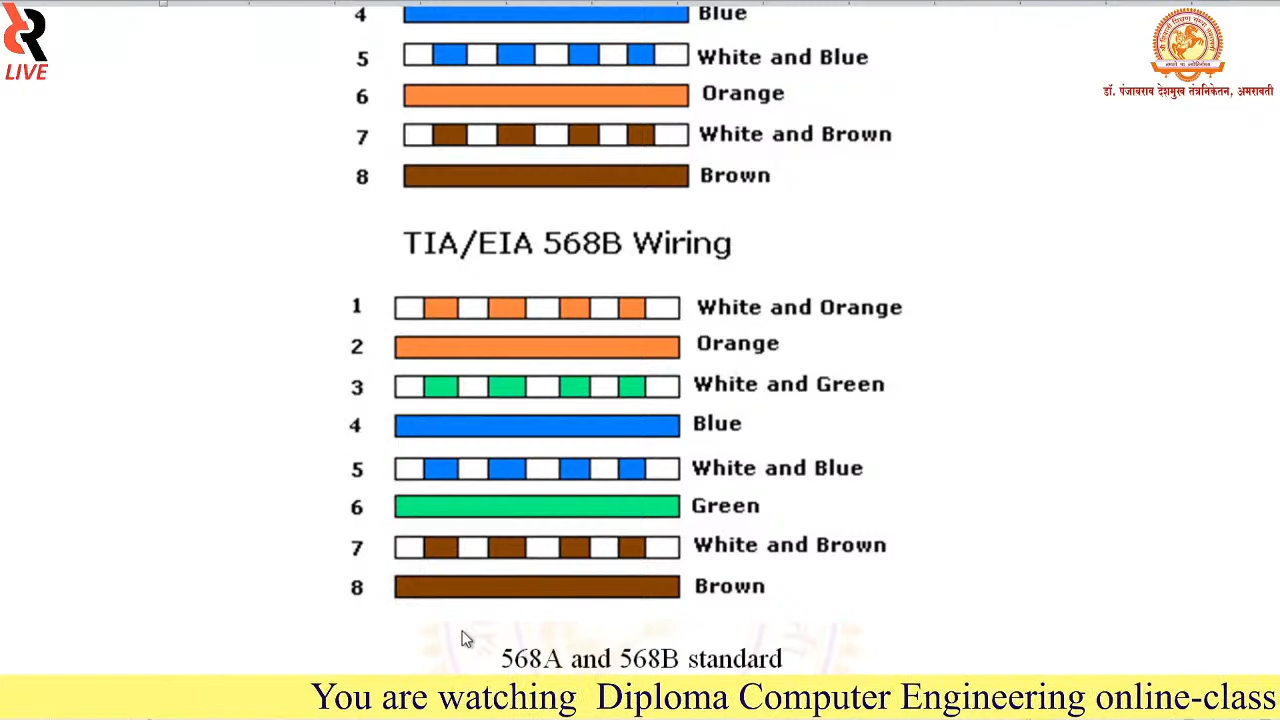 R
LIVE
डॉ. पंजाबराव देशमुख तंत्रनिकेतन, अमरावती
4 Blue
5 White and Blue
6 Orange
7 White and Brown
8 Brown
TIA/EIA 568B Wiring
1 White and Orange
2 Orange
3 White and Green
4 Blue
5 White and Blue
6 Green
7 White and Brown
8 Brown
568A and 568B standard
You are watching Diploma Computer Engineering online-class